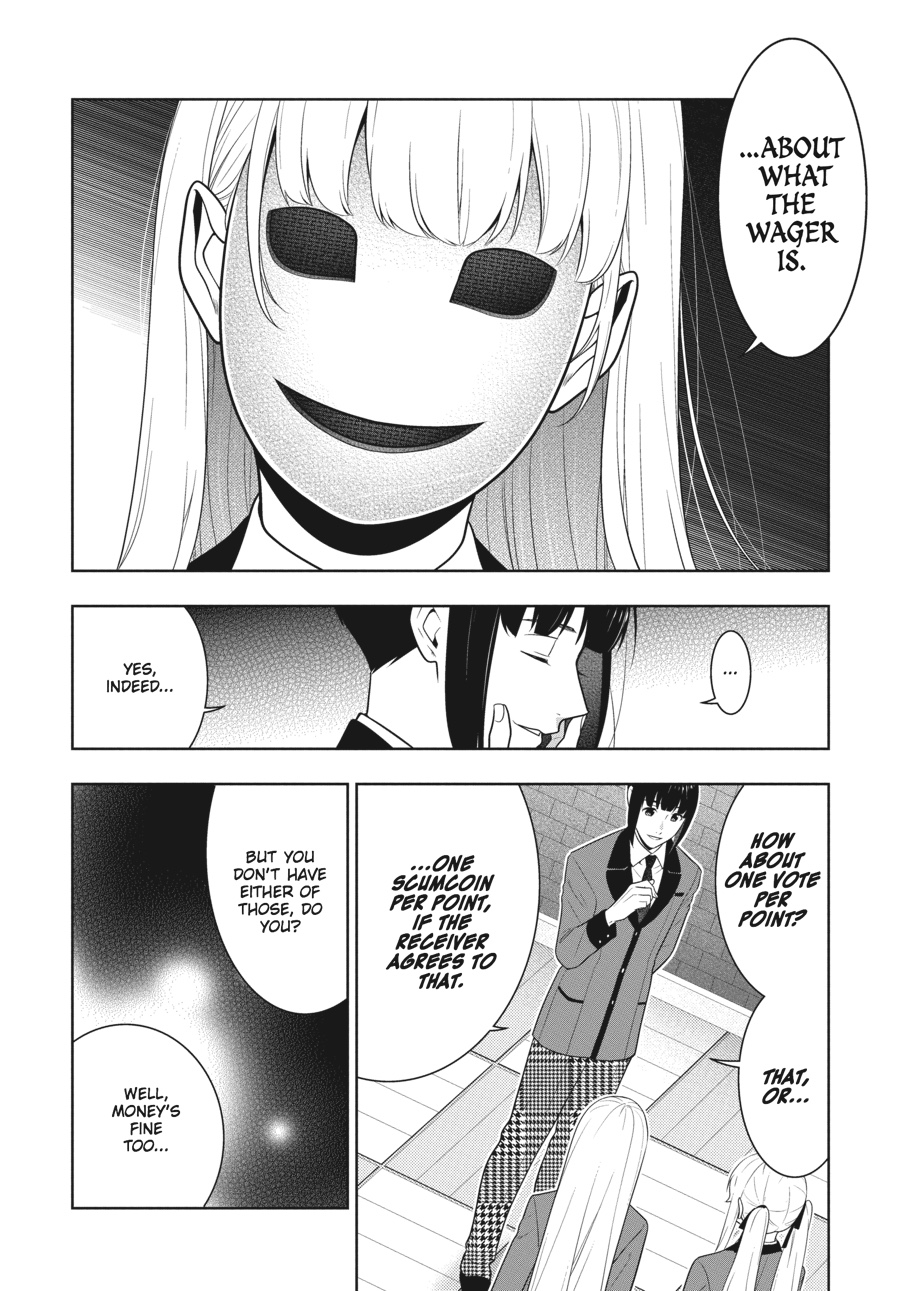 ...ABOUT
WHAT
THE
WAGER
IS.
...
YES,
INDEED...
HOW
ABOUT
ONE VOTE
PER
POINT?
THAT,
OR...
...ONE
SCUMCOIN
PER POINT,
IF THE
RECEIVER
AGREES TO
THAT.
BUT YOU
DON'T HAVE
EITHER OF
THOSE, DO
YOU?
WELL,
MONEY'S
FINE
TOO...